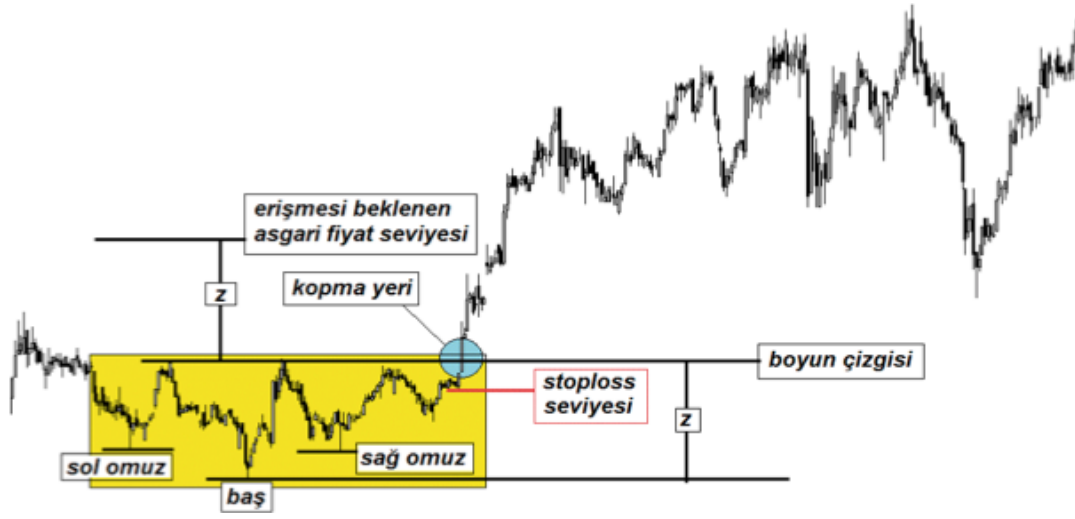 erişmesi beklenen
asgari fiyat seviyesi
z
kopma yeri
boyun çizgisi
stoploss
seviyesi
z
sol omuz
sağ omuz
baş